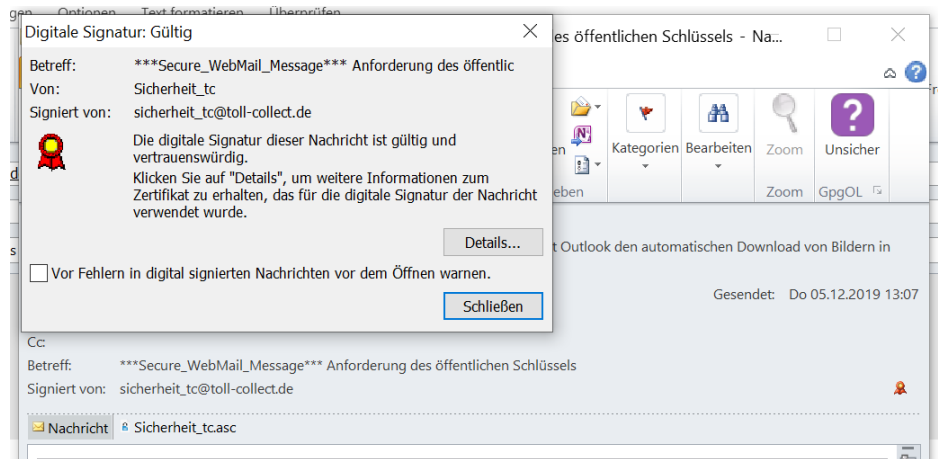 Optionen Text formatieren Überprüfen
Digitale Signatur: Gültig
es öffentlichen Schlüssels - Na...
Betreff: ***Secure_WebMail_Message*** Anforderung des öffentlic
Von: Sicherheit_tc
Signiert von: sicherheit_tc@toll-collect.de
Die digitale Signatur dieser Nachricht ist gültig und
vertrauenswürdig.
Klicken Sie auf "Details", um weitere Informationen zum
Zertifikat zu erhalten, das für die digitale Signatur der Nachricht
verwendet wurde.
Details...
Vor Fehlern in digital signierten Nachrichten vor dem Öffnen warnen.
Schließen
en Kategorien Bearbeiten Zoom Unsicher
eben Zoom GpgOL
t Outlook den automatischen Download von Bildern in
Gesendet: Do 05.12.2019 13:07
Cc:
Betreff: ***Secure_WebMail_Message*** Anforderung des öffentlichen Schlüssels
Signiert von: sicherheit_tc@toll-collect.de
Nachricht Sicherheit_tc.asc